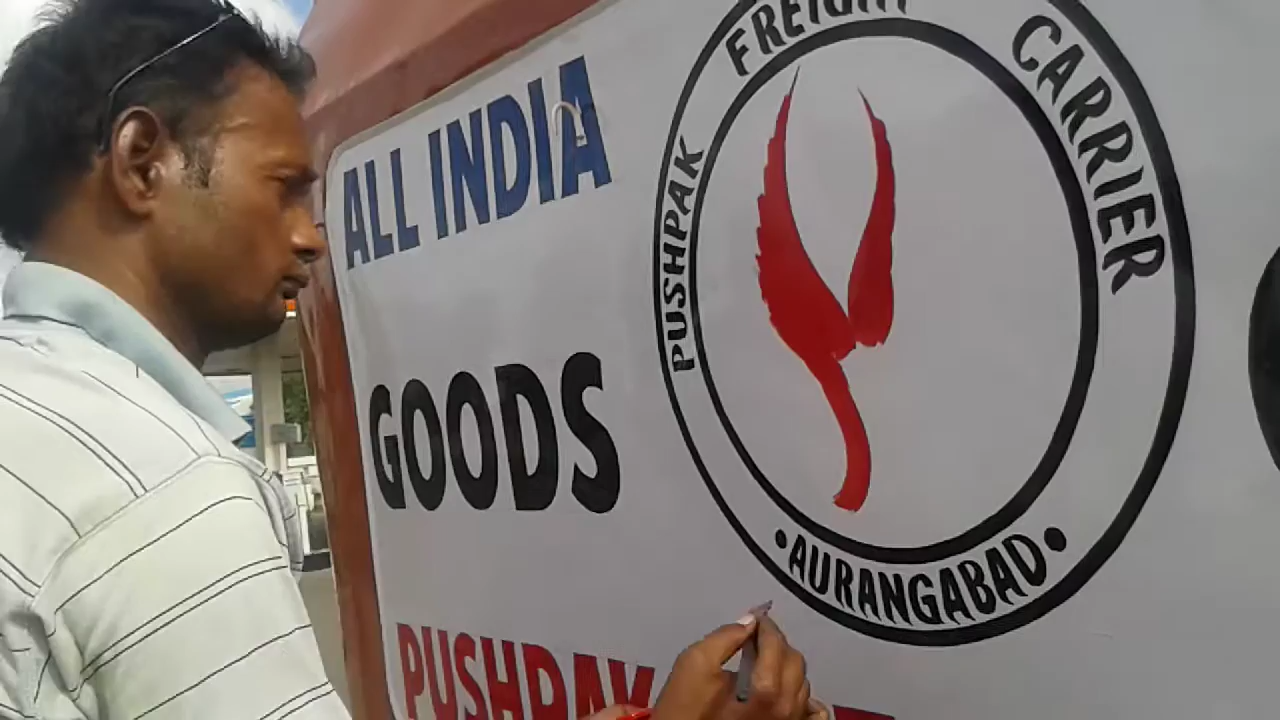 ALL INDIA
GOODS
PUSHPAK FREIGHT CARRIER
• AURANGABAD •
PUSHPAK